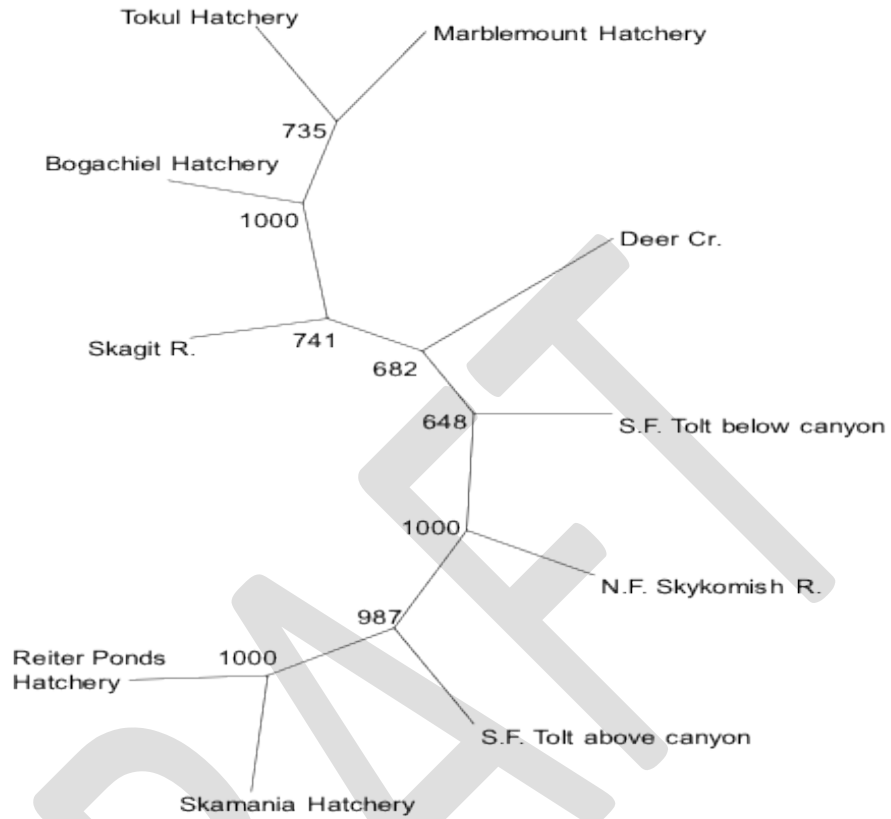 Tokul Hatchery
Marblemount Hatchery
735
Bogachiel Hatchery
1000
Deer Cr.
741
Skagit R.
682
648
S.F. Tolt below canyon
1000
N.F. Skykomish R.
987
Reiter Ponds
Hatchery
1000
S.F. Tolt above canyon
Skamania Hatchery
DRAFT